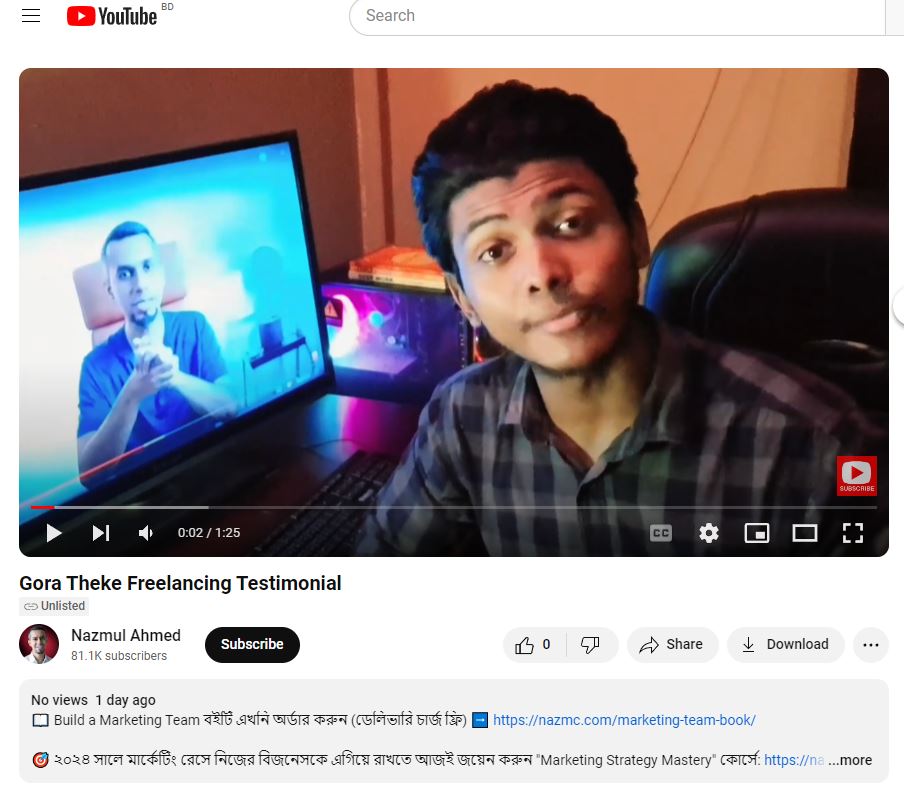 YouTube BD
Search
SUBSCRIBE
0:02 / 1:25
CC
Gora Theke Freelancing Testimonial
Unlisted
Nazmul Ahmed
81.1K subscribers
Subscribe
0
Share
Download
No views 1 day ago
Build a Marketing Team বইটি এখনি অর্ডার করুন (ডেলিভারি চার্জ ফ্রি) ➡️ https://nazmc.com/marketing-team-book/
২০২৪ সালে মার্কেটিং রেসে নিজের বিজনেসকে এগিয়ে রাখতে আজই জয়েন করুন "Marketing Strategy Mastery" কোর্সে: https://na ...more